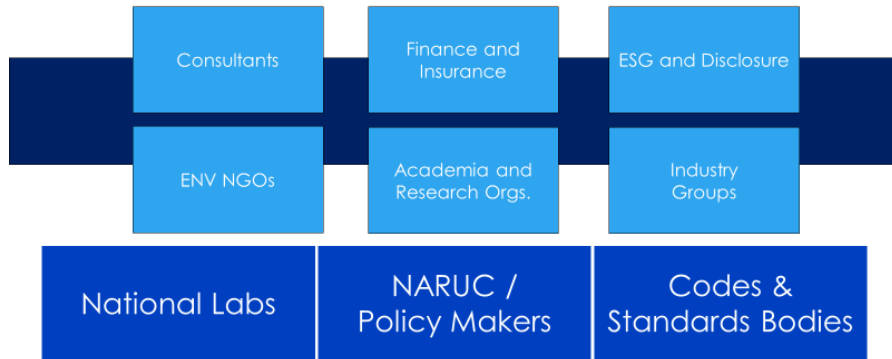 Consultants
Finance and
Insurance
ESG and Disclosure
ENV NGOs
Academia and
Research Orgs.
Industry
Groups
National Labs
NARUC /
Policy Makers
Codes &
Standards Bodies